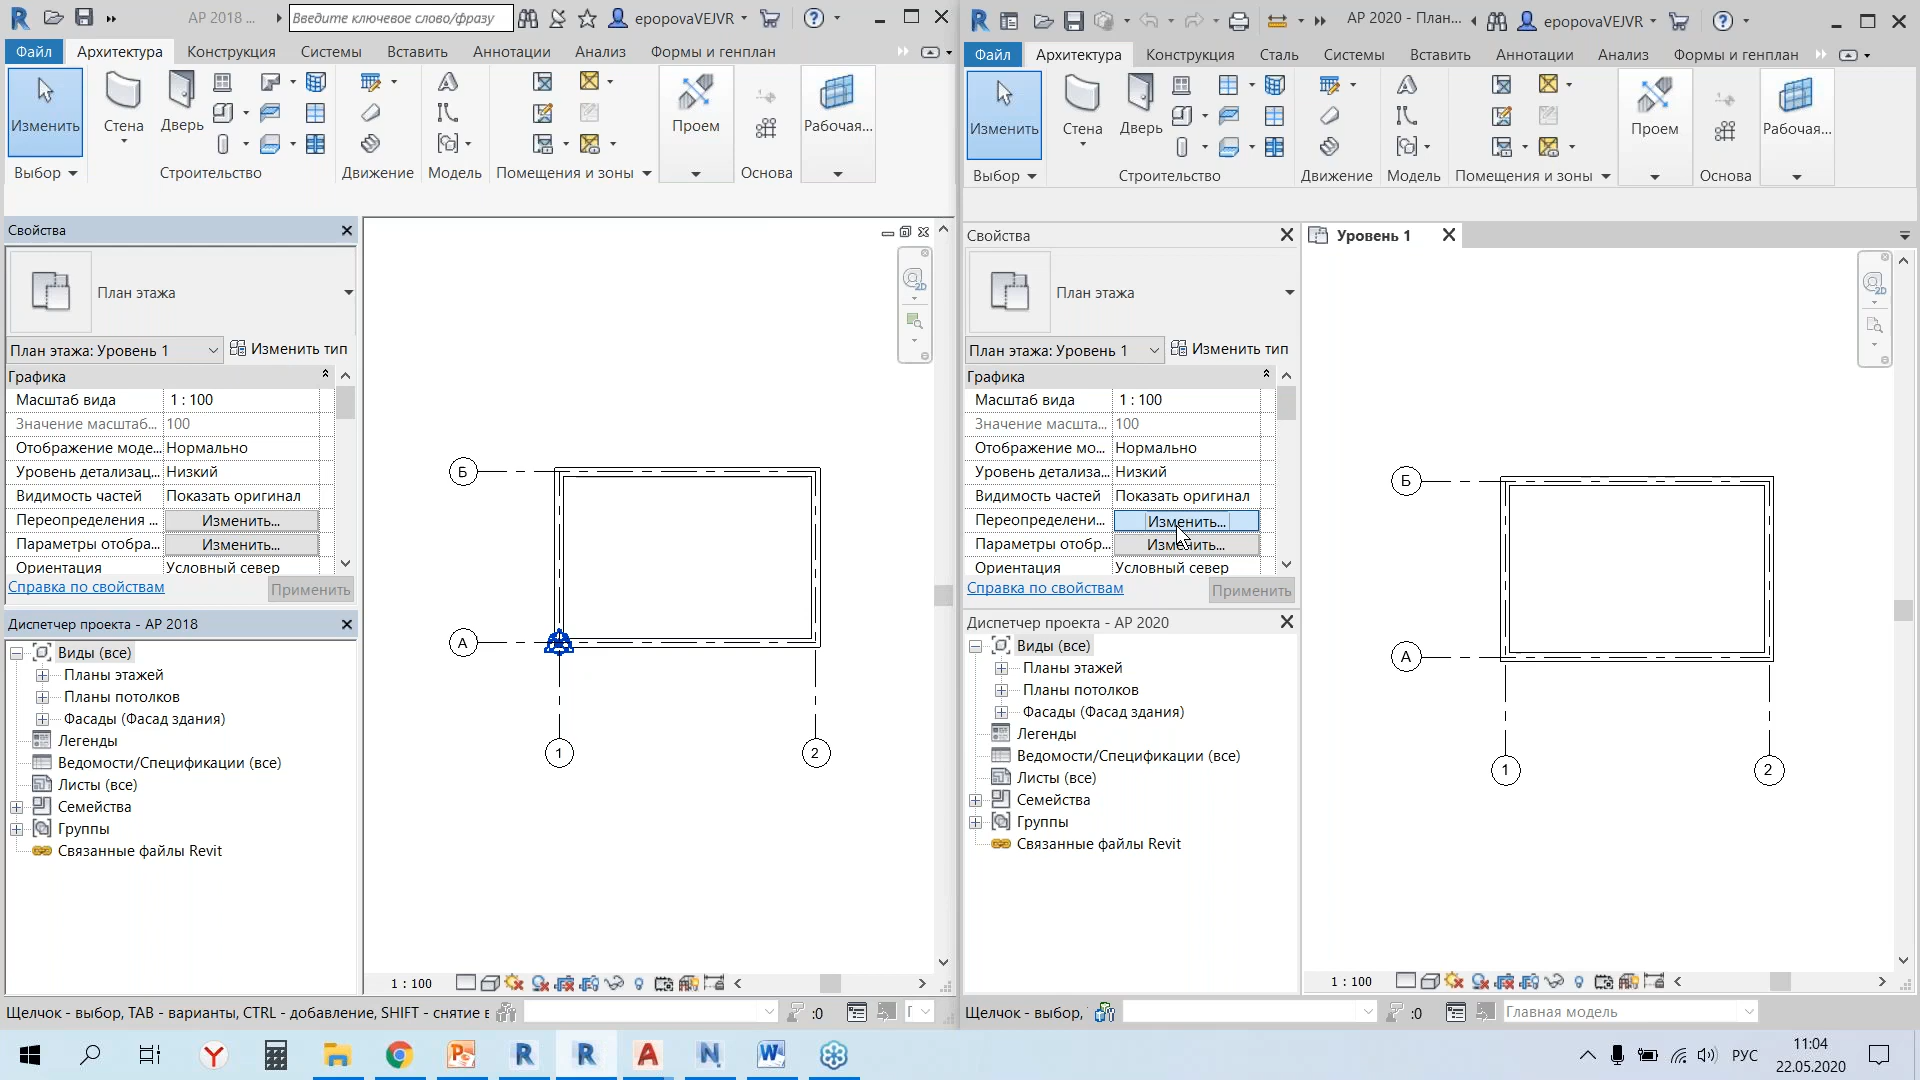 АР 2018 ...
Введите ключевое слово/фразу
epopovaVEJVR
Файл Архитектура Конструкция Системы Вставить Аннотации Анализ Формы и генплан
Изменить
Стена
Дверь
Проем
Рабочая...
Выбор
Строительство
Движение
Модель
Помещения и зоны
Основа
Свойства
План этажа
План этажа: Уровень 1
Изменить тип
Графика
Масштаб вида 1 : 100
Значение масштаб... 100
Отображение моде... Нормально
Уровень детализац... Низкий
Видимость частей Показать оригинал
Переопределения ... Изменить...
Параметры отобра... Изменить...
Ориентация Условный север
Справка по свойствам
Применить
Диспетчер проекта - АР 2018
Виды (все)
Планы этажей
Планы потолков
Фасады (Фасад здания)
Легенды
Ведомости/Спецификации (все)
Листы (все)
Семейства
Группы
Связанные файлы Revit
2D
Б
А
1
2
1 : 100
Щелчок - выбор, TAB - варианты, CTRL - добавление, SHIFT - снятие в
:0
АР 2020 - План...
epopovaVEJVR
Файл Архитектура Конструкция Сталь Системы Вставить Аннотации Анализ Формы и генплан
Изменить
Стена
Дверь
Проем
Рабочая...
Выбор
Строительство
Движение
Модель
Помещения и зоны
Основа
Свойства
Уровень 1
План этажа
План этажа: Уровень 1
Изменить тип
Графика
Масштаб вида 1 : 100
Значение масшта... 100
Отображение мо... Нормально
Уровень детализа... Низкий
Видимость частей Показать оригинал
Переопределени... Изменить...
Параметры отобр... Изменить...
Ориентация Условный север
Справка по свойствам
Применить
Диспетчер проекта - АР 2020
Виды (все)
Планы этажей
Планы потолков
Фасады (Фасад здания)
Легенды
Ведомости/Спецификации (все)
Листы (все)
Семейства
Группы
Связанные файлы Revit
2D
Б
А
1
2
1 : 100
Щелчок - выбор,
:0
Главная модель
РУС
11:04
22.05.2020